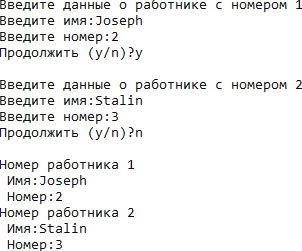 Введите данные о работнике с номером 1
Введите имя:Joseph
Введите номер:2
Продолжить (y/n)?y
Введите данные о работнике с номером 2
Введите имя:Stalin
Введите номер:3
Продолжить (y/n)?n
Номер работника 1
Имя:Joseph
Номер:2
Номер работника 2
Имя:Stalin
Номер:3